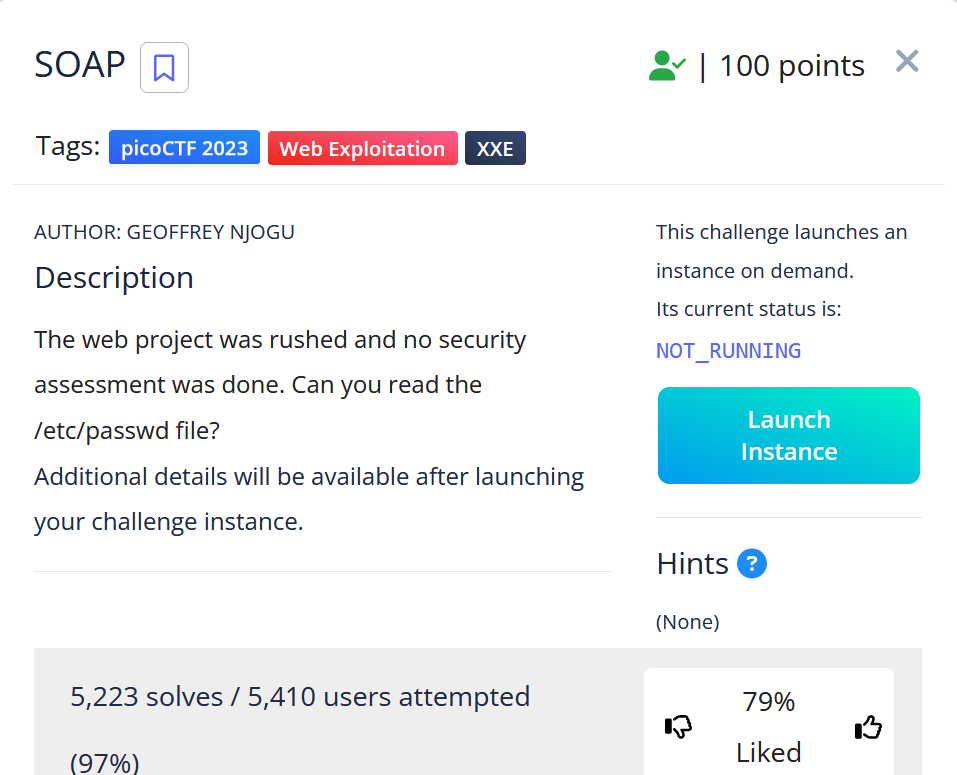 SOAP
| 100 points
Tags: picoCTF 2023 Web Exploitation XXE
AUTHOR: GEOFFREY NJOGU
Description
The web project was rushed and no security
assessment was done. Can you read the
/etc/passwd file?
Additional details will be available after launching
your challenge instance.
This challenge launches an
instance on demand.
Its current status is:
NOT_RUNNING
Launch
Instance
Hints ?
(None)
5,223 solves / 5,410 users attempted
(97%)
79%
Liked